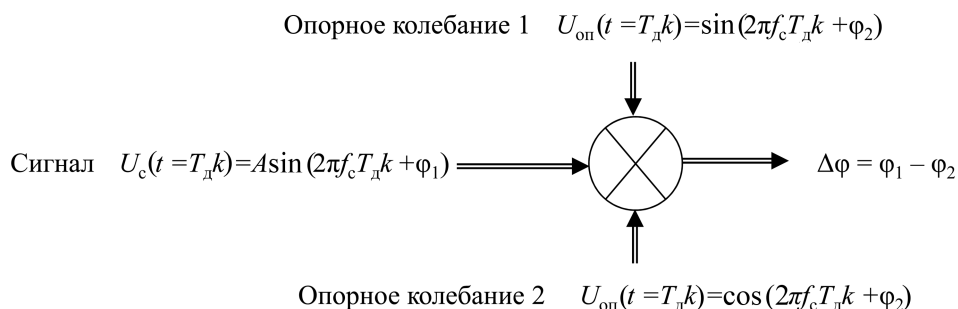 Опорное колебание 1 Uоп(t =Tдk)=sin(2πfсTдk +φ2)
Сигнал Uс(t =Tдk)=Asin(2πfсTдk +φ1)
Δφ = φ1 – φ2
Опорное колебание 2 Uоп(t =Tдk)=cos(2πfсTдk +φ2)